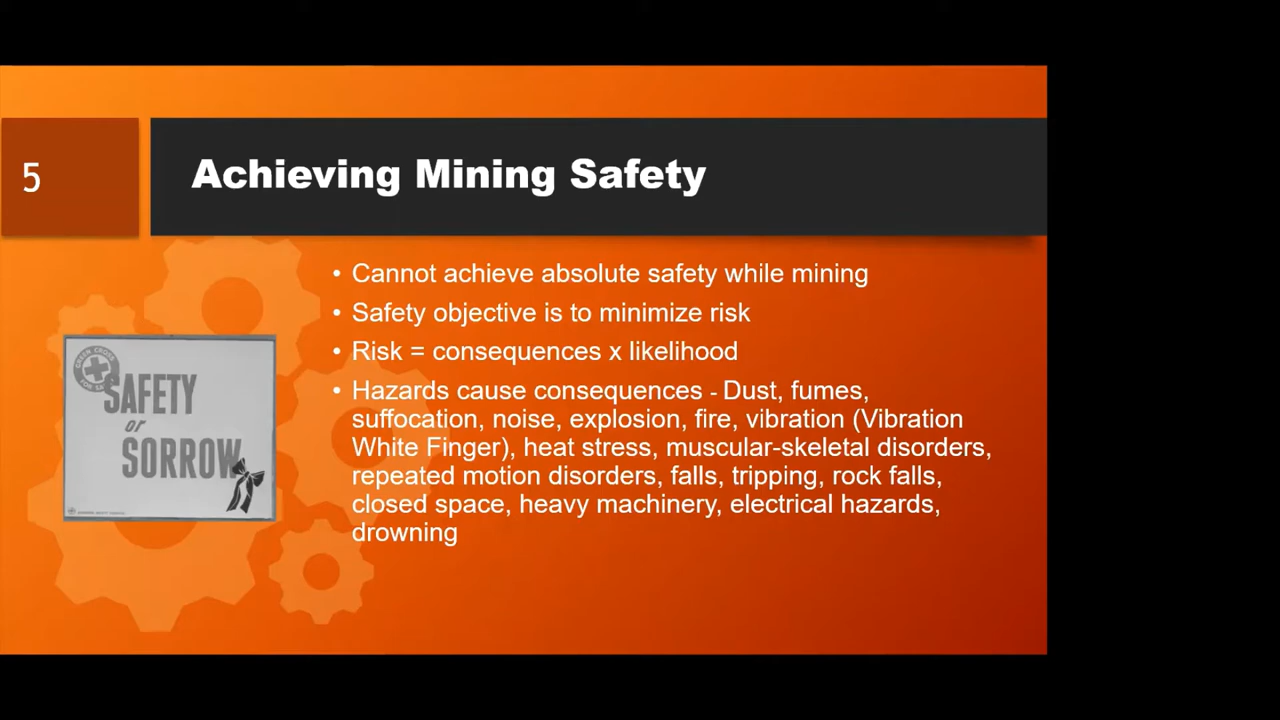 5
Achieving Mining Safety
• Cannot achieve absolute safety while mining
• Safety objective is to minimize risk
• Risk = consequences x likelihood
• Hazards cause consequences - Dust, fumes,
suffocation, noise, explosion, fire, vibration (Vibration
White Finger), heat stress, muscular-skeletal disorders,
repeated motion disorders, falls, tripping, rock falls,
closed space, heavy machinery, electrical hazards,
drowning
GREEN CROSS
SAFETY
or
SORROW